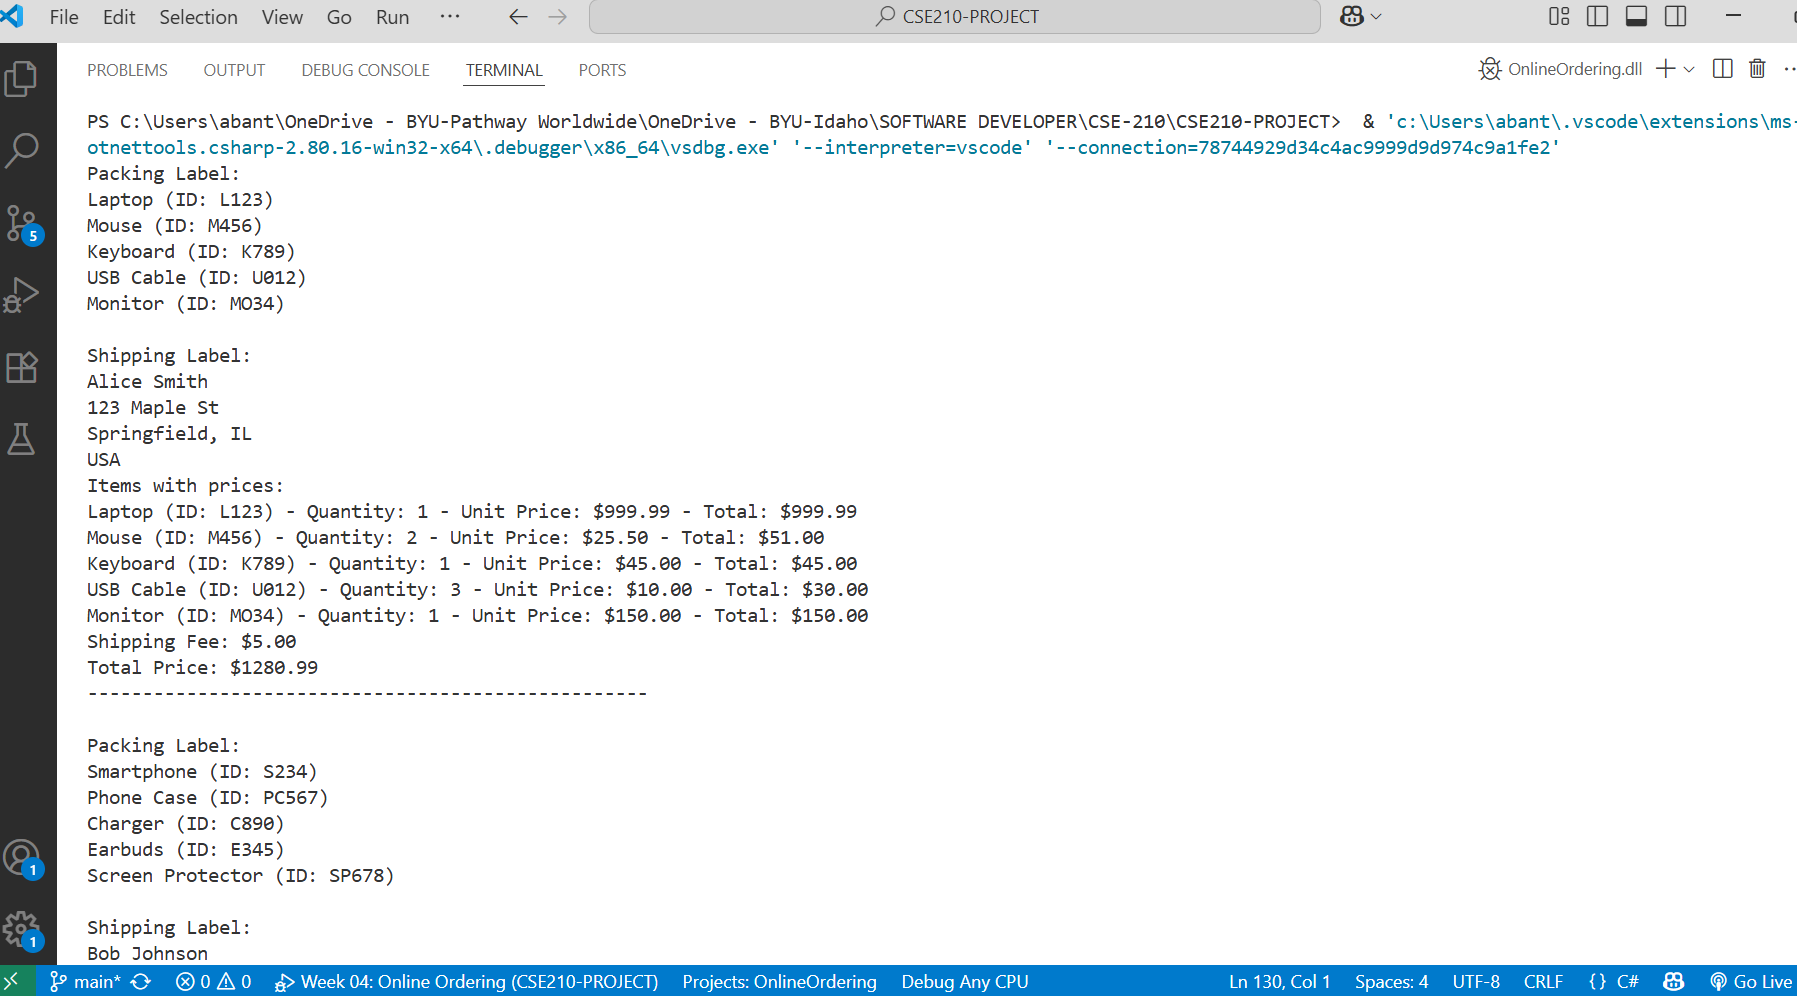 File Edit Selection View Go Run ··· CSE210-PROJECT
PROBLEMS OUTPUT DEBUG CONSOLE TERMINAL PORTS OnlineOrdering.dll
PS C:\Users\abant\OneDrive - BYU-Pathway Worldwide\OneDrive - BYU-Idaho\SOFTWARE DEVELOPER\CSE-210\CSE210-PROJECT>  & 'c:\Users\abant\.vscode\extensions\ms-
otnettools.csharp-2.80.16-win32-x64\.debugger\x86_64\vsdbg.exe' '--interpreter=vscode' '--connection=78744929d34c4ac9999d9d974c9a1fe2'
Packing Label:
Laptop (ID: L123)
Mouse (ID: M456)
Keyboard (ID: K789)
USB Cable (ID: U012)
Monitor (ID: MO34)
Shipping Label:
Alice Smith
123 Maple St
Springfield, IL
USA
Items with prices:
Laptop (ID: L123) - Quantity: 1 - Unit Price: $999.99 - Total: $999.99
Mouse (ID: M456) - Quantity: 2 - Unit Price: $25.50 - Total: $51.00
Keyboard (ID: K789) - Quantity: 1 - Unit Price: $45.00 - Total: $45.00
USB Cable (ID: U012) - Quantity: 3 - Unit Price: $10.00 - Total: $30.00
Monitor (ID: MO34) - Quantity: 1 - Unit Price: $150.00 - Total: $150.00
Shipping Fee: $5.00
Total Price: $1280.99
---------------------------------------------------
Packing Label:
Smartphone (ID: S234)
Phone Case (ID: PC567)
Charger (ID: C890)
Earbuds (ID: E345)
Screen Protector (ID: SP678)
Shipping Label:
Bob Johnson
5
1
1
main* 0 0 Week 04: Online Ordering (CSE210-PROJECT) Projects: OnlineOrdering Debug Any CPU Ln 130, Col 1 Spaces: 4 UTF-8 CRLF {} C# Go Live